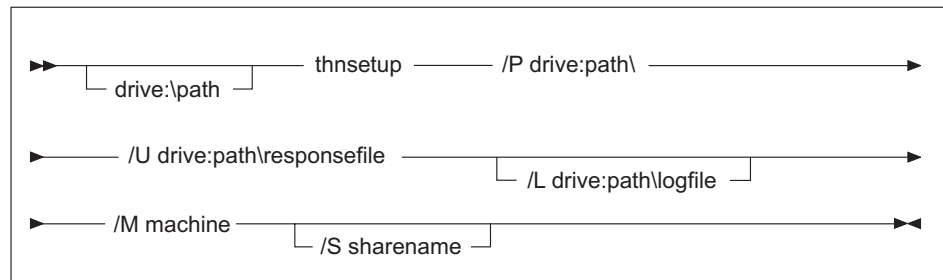 thnsetup /P drive:path\
drive:\path
/U drive:path\responsefile
/L drive:path\logfile
/M machine
/S sharename